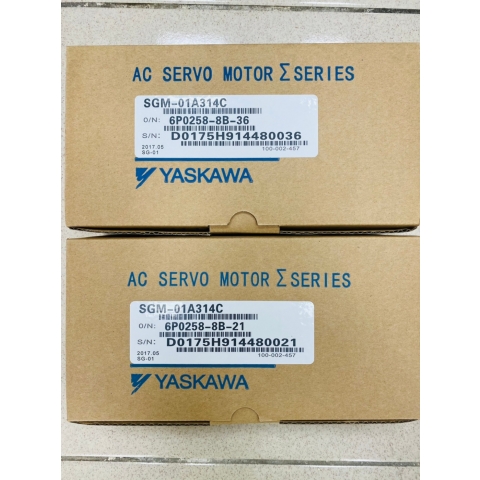 AC SERVO MOTOR Σ SERIES
SGM-01A314C
O/N: 6P0258-8B-36
S/N: D0175H914480036
2017.05
SG-01
100-002-457
YASKAWA
AC SERVO MOTOR Σ SERIES
SGM-01A314C
O/N: 6P0258-8B-21
S/N: D0175H914480021
2017.05
SG-01
100-002-457
YASKAWA